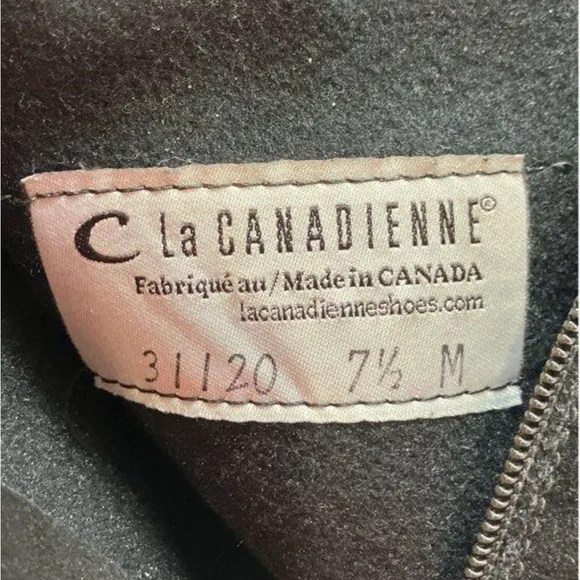 C La CANADIENNE©
Fabriqué au/Made in CANADA
lacanadienneshoes.com
31120 7½ M